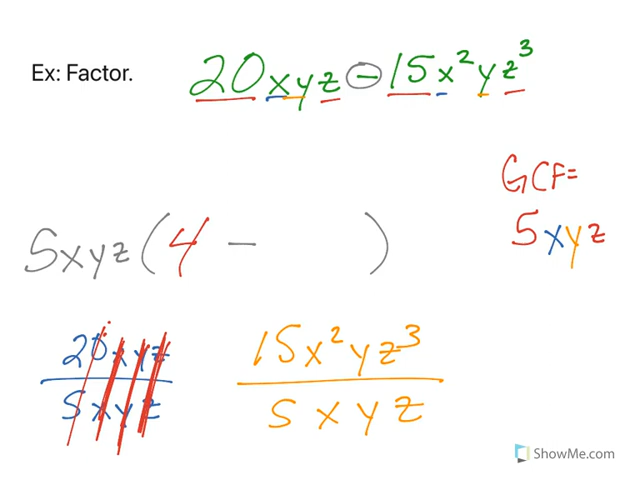 Ex: Factor.
20xyz - 15x²yz³
GCF=
5xyz
5xyz(4 -    )
20xyz
5xyz
15x²yz³
5xyz
ShowMe.com